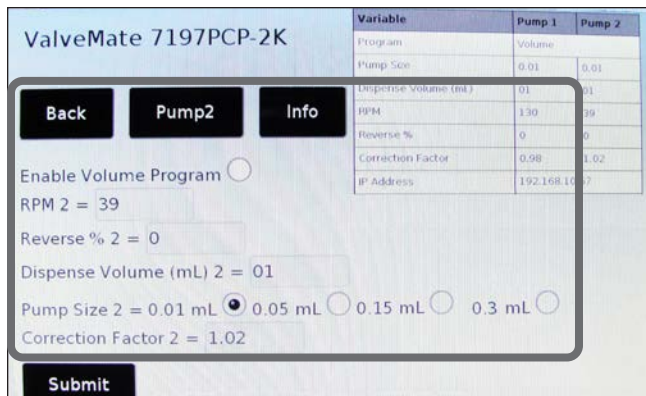 ValveMate 7197PCP-2K
Variable Pump 1 Pump 2
Program Volume
Pump Size 0.01 0.01
Dispense Volume (mL) 01 01
RPM 130 39
Reverse % 0 0
Correction Factor 0.98 1.02
IP Address
Back Pump2 Info
Enable Volume Program
RPM 2 = 39
Reverse % 2 = 0
Dispense Volume (mL) 2 = 01
Pump Size 2 = 0.01 mL 0.05 mL 0.15 mL 0.3 mL
Correction Factor 2 = 1.02
Submit